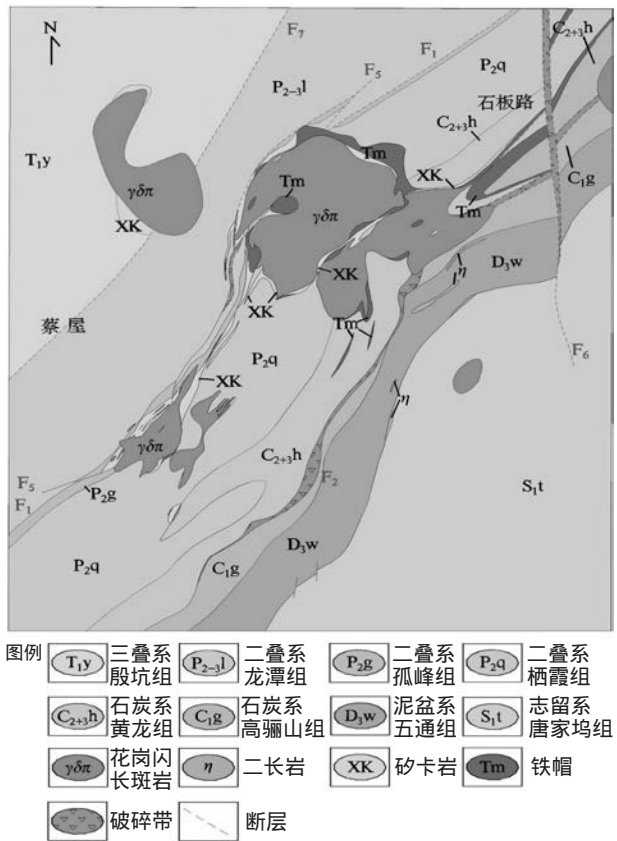 N
F₇
F₁
F₅
C₂₊₃h
P₂₋₃l
P₂q
石板路
C₂₊₃h
T₁y
Tm
Tm
XK
C₁g
γδπ
γδπ
Tm
XK
XK
η
D₃w
XK
Tm
蔡屋
P₂q
F₆
XK
η
γδπ
C₂₊₃h
F₂
S₁t
F₅
F₁
P₂g
D₃w
P₂q
C₁g
图例
T₁y 三叠系殷坑组
P₂₋₃l 二叠系龙潭组
P₂g 二叠系孤峰组
P₂q 二叠系栖霞组
C₂₊₃h 石炭系黄龙组
C₁g 石炭系高骊山组
D₃w 泥盆系五通组
S₁t 志留系唐家坞组
γδπ 花岗闪长斑岩
η 二长岩
XK 矽卡岩
Tm 铁帽
破碎带
断层